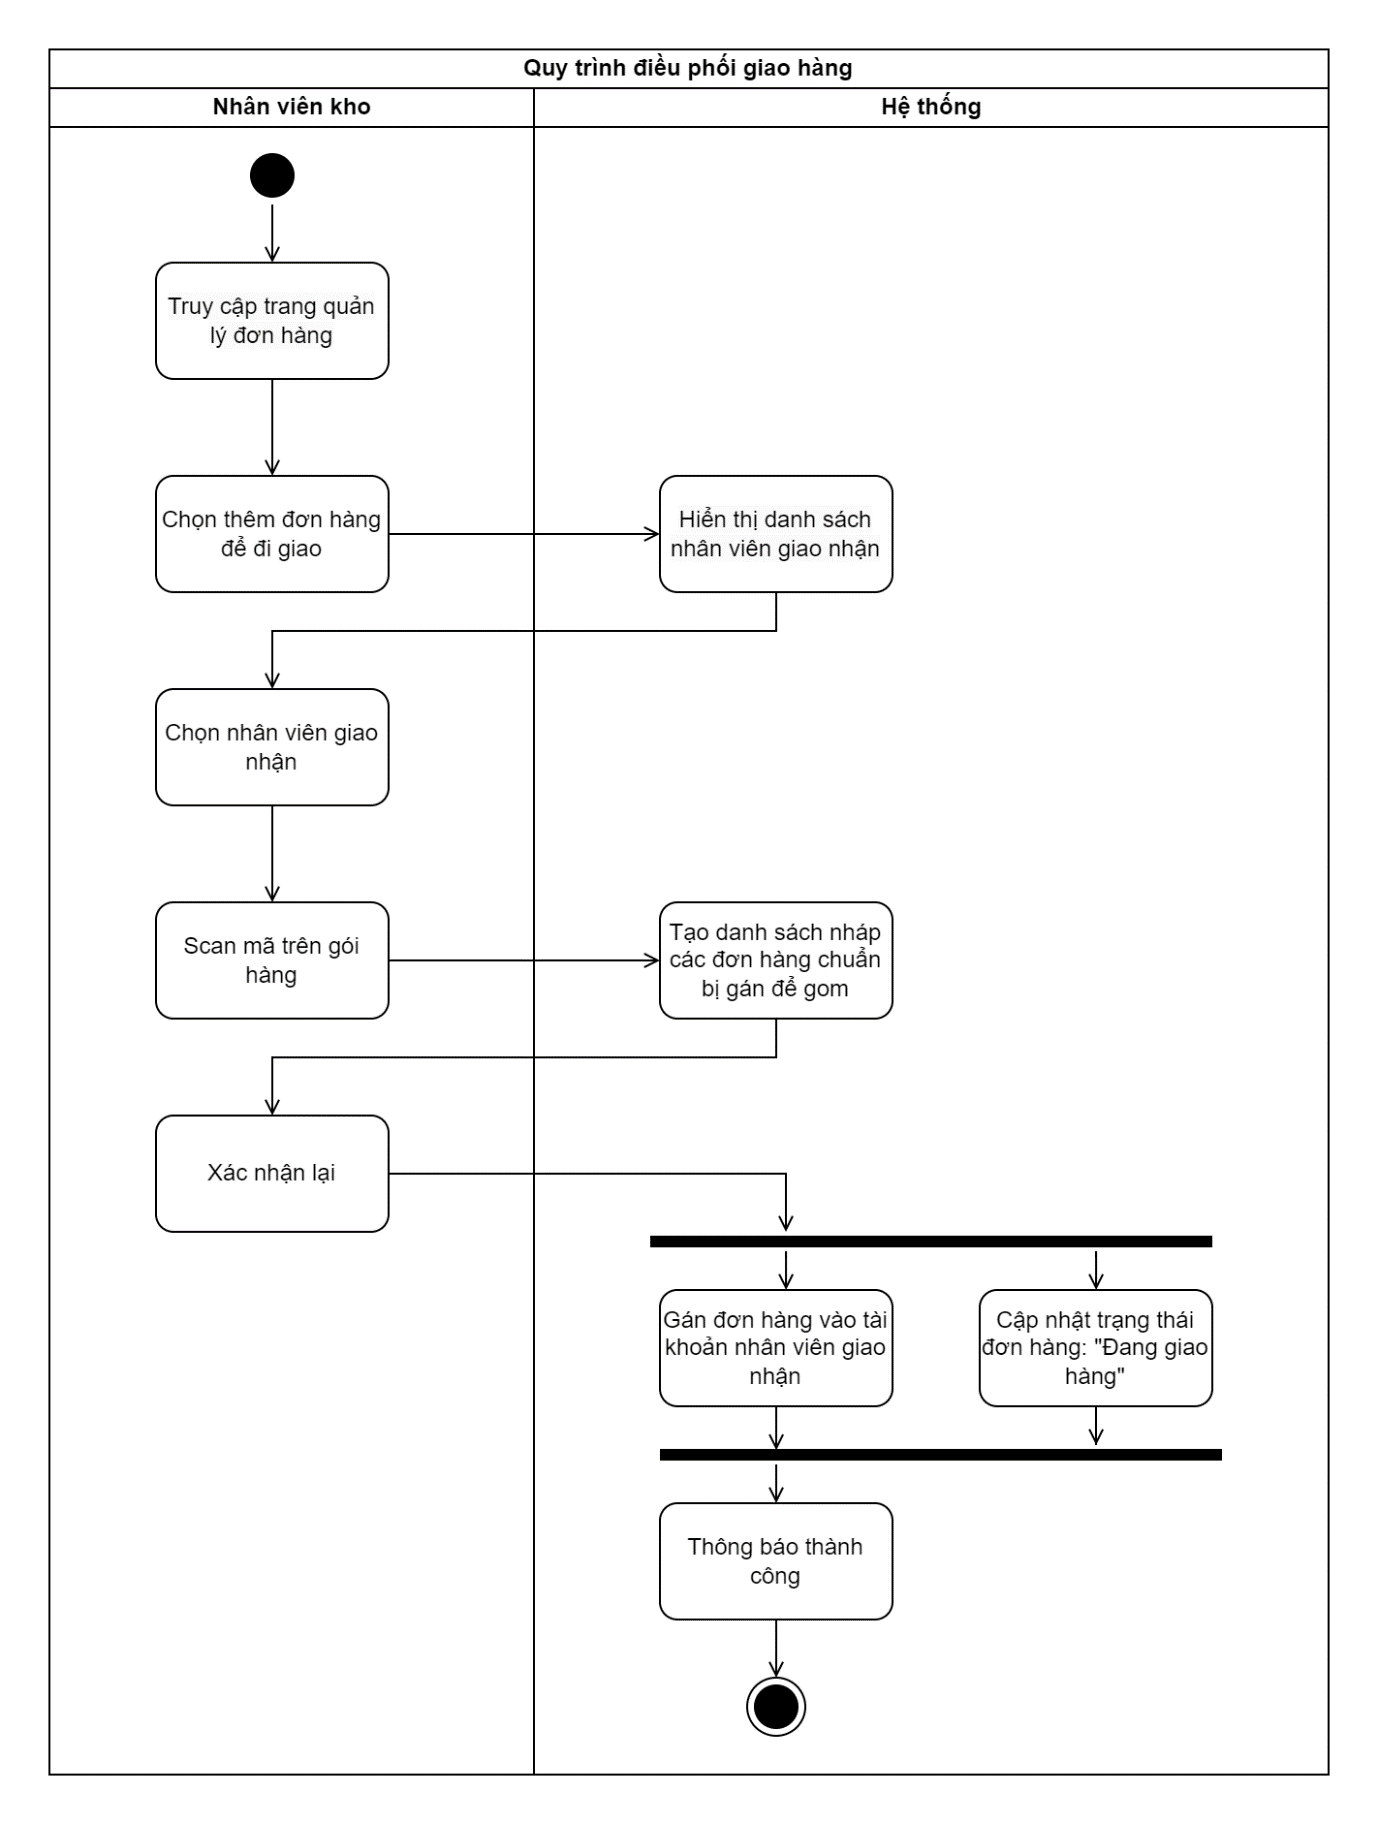 Quy trình điều phối giao hàng
Nhân viên kho
Hệ thống
Truy cập trang quản
lý đơn hàng
Chọn thêm đơn hàng
để đi giao
Hiển thị danh sách
nhân viên giao nhận
Chọn nhân viên giao
nhận
Scan mã trên gói
hàng
Tạo danh sách nháp
các đơn hàng chuẩn
bị gán để gom
Xác nhận lại
Gán đơn hàng vào tài
khoản nhân viên giao
nhận
Cập nhật trạng thái
đơn hàng: "Đang giao
hàng"
Thông báo thành
công